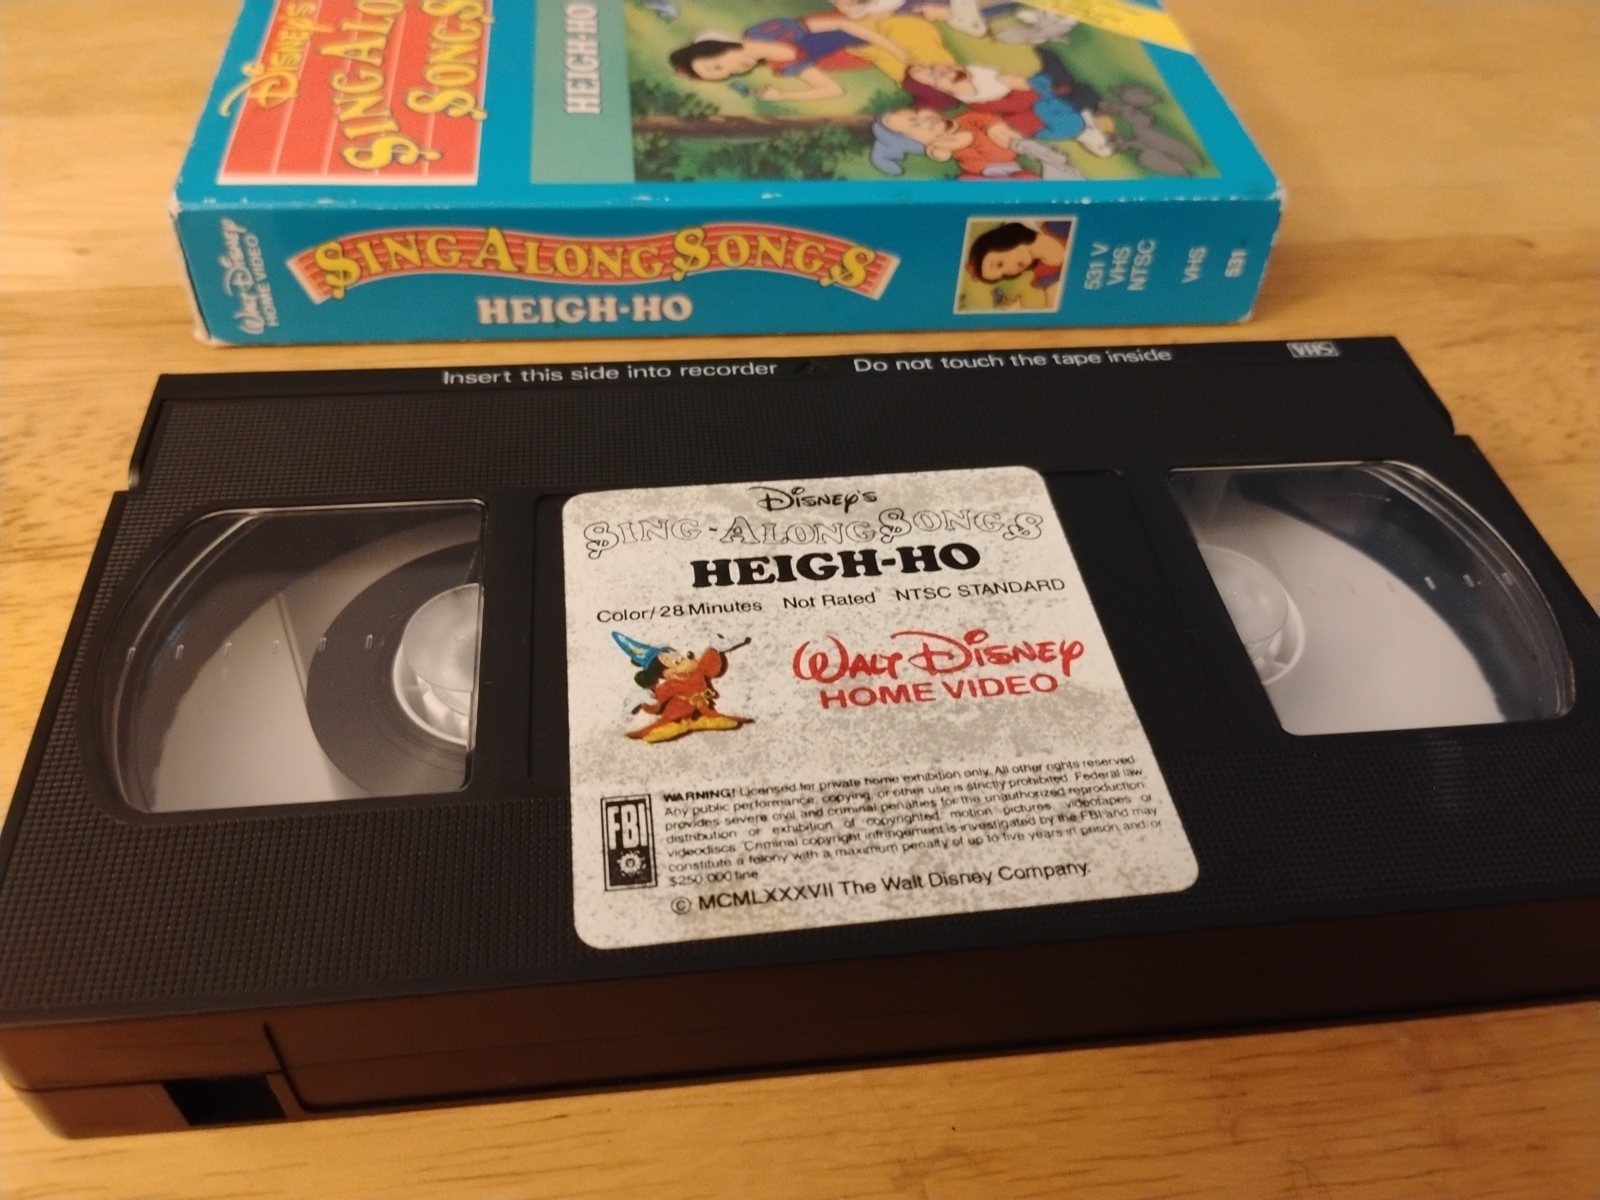 Disney's
Sing Alo
Songs
HEIGH-HO
Walt Disney
HOME VIDEO
Sing Along Songs
HEIGH-HO
531 V
VHS
NTSC
VHS
531
Insert this side into recorder Do not touch the tape inside VHS
Disney's
Sing-Along Songs
HEIGH-HO
Color/28 Minutes Not Rated NTSC STANDARD
Walt Disney
HOME VIDEO
FBI
WARNING! Licensed for private home exhibition only. All other rights reserved.
Any public performance, copying, or other use is strictly prohibited. Federal law
provides severe civil and criminal penalties for the unauthorized reproduction,
distribution or exhibition of copyrighted motion pictures, videotapes or
videodiscs. Criminal copyright infringement is investigated by the FBI and may
constitute a felony with a maximum penalty of up to five years in prison and/or
$250,000 fine.
© MCMLXXXVII The Walt Disney Company.